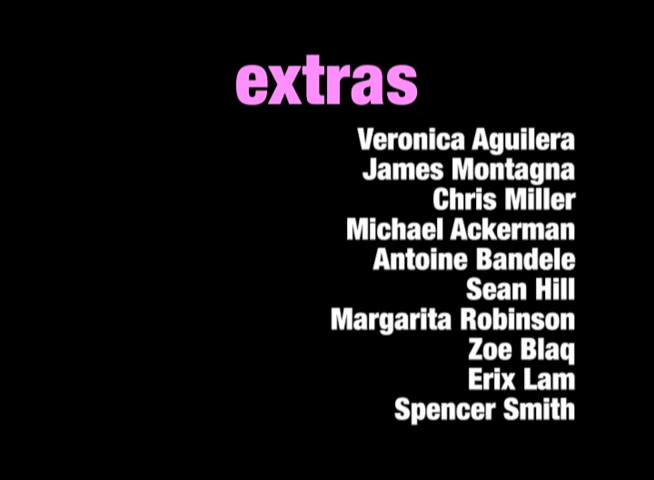 extras
Veronica Aguilera
James Montagna
Chris Miller
Michael Ackerman
Antoine Bandele
Sean Hill
Margarita Robinson
Zoe Blaq
Erix Lam
Spencer Smith